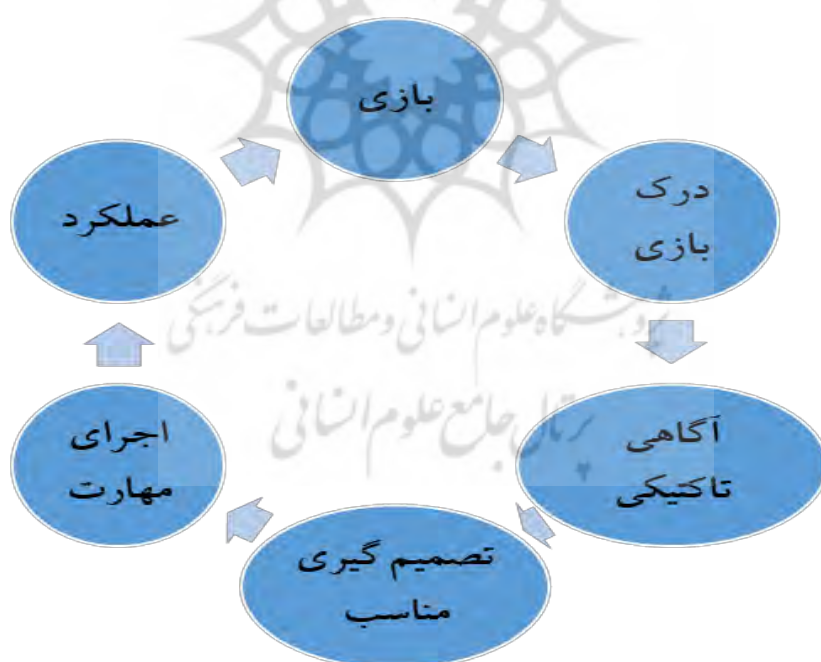 بازی
درک
بازی
آگاهی
تاکتیکی
تصمیم گیری
مناسب
اجرای
مهارت
عملکرد
پژوهشگاه علوم انسانی و مطالعات فرهنگی
پرتال جامع علوم انسانی